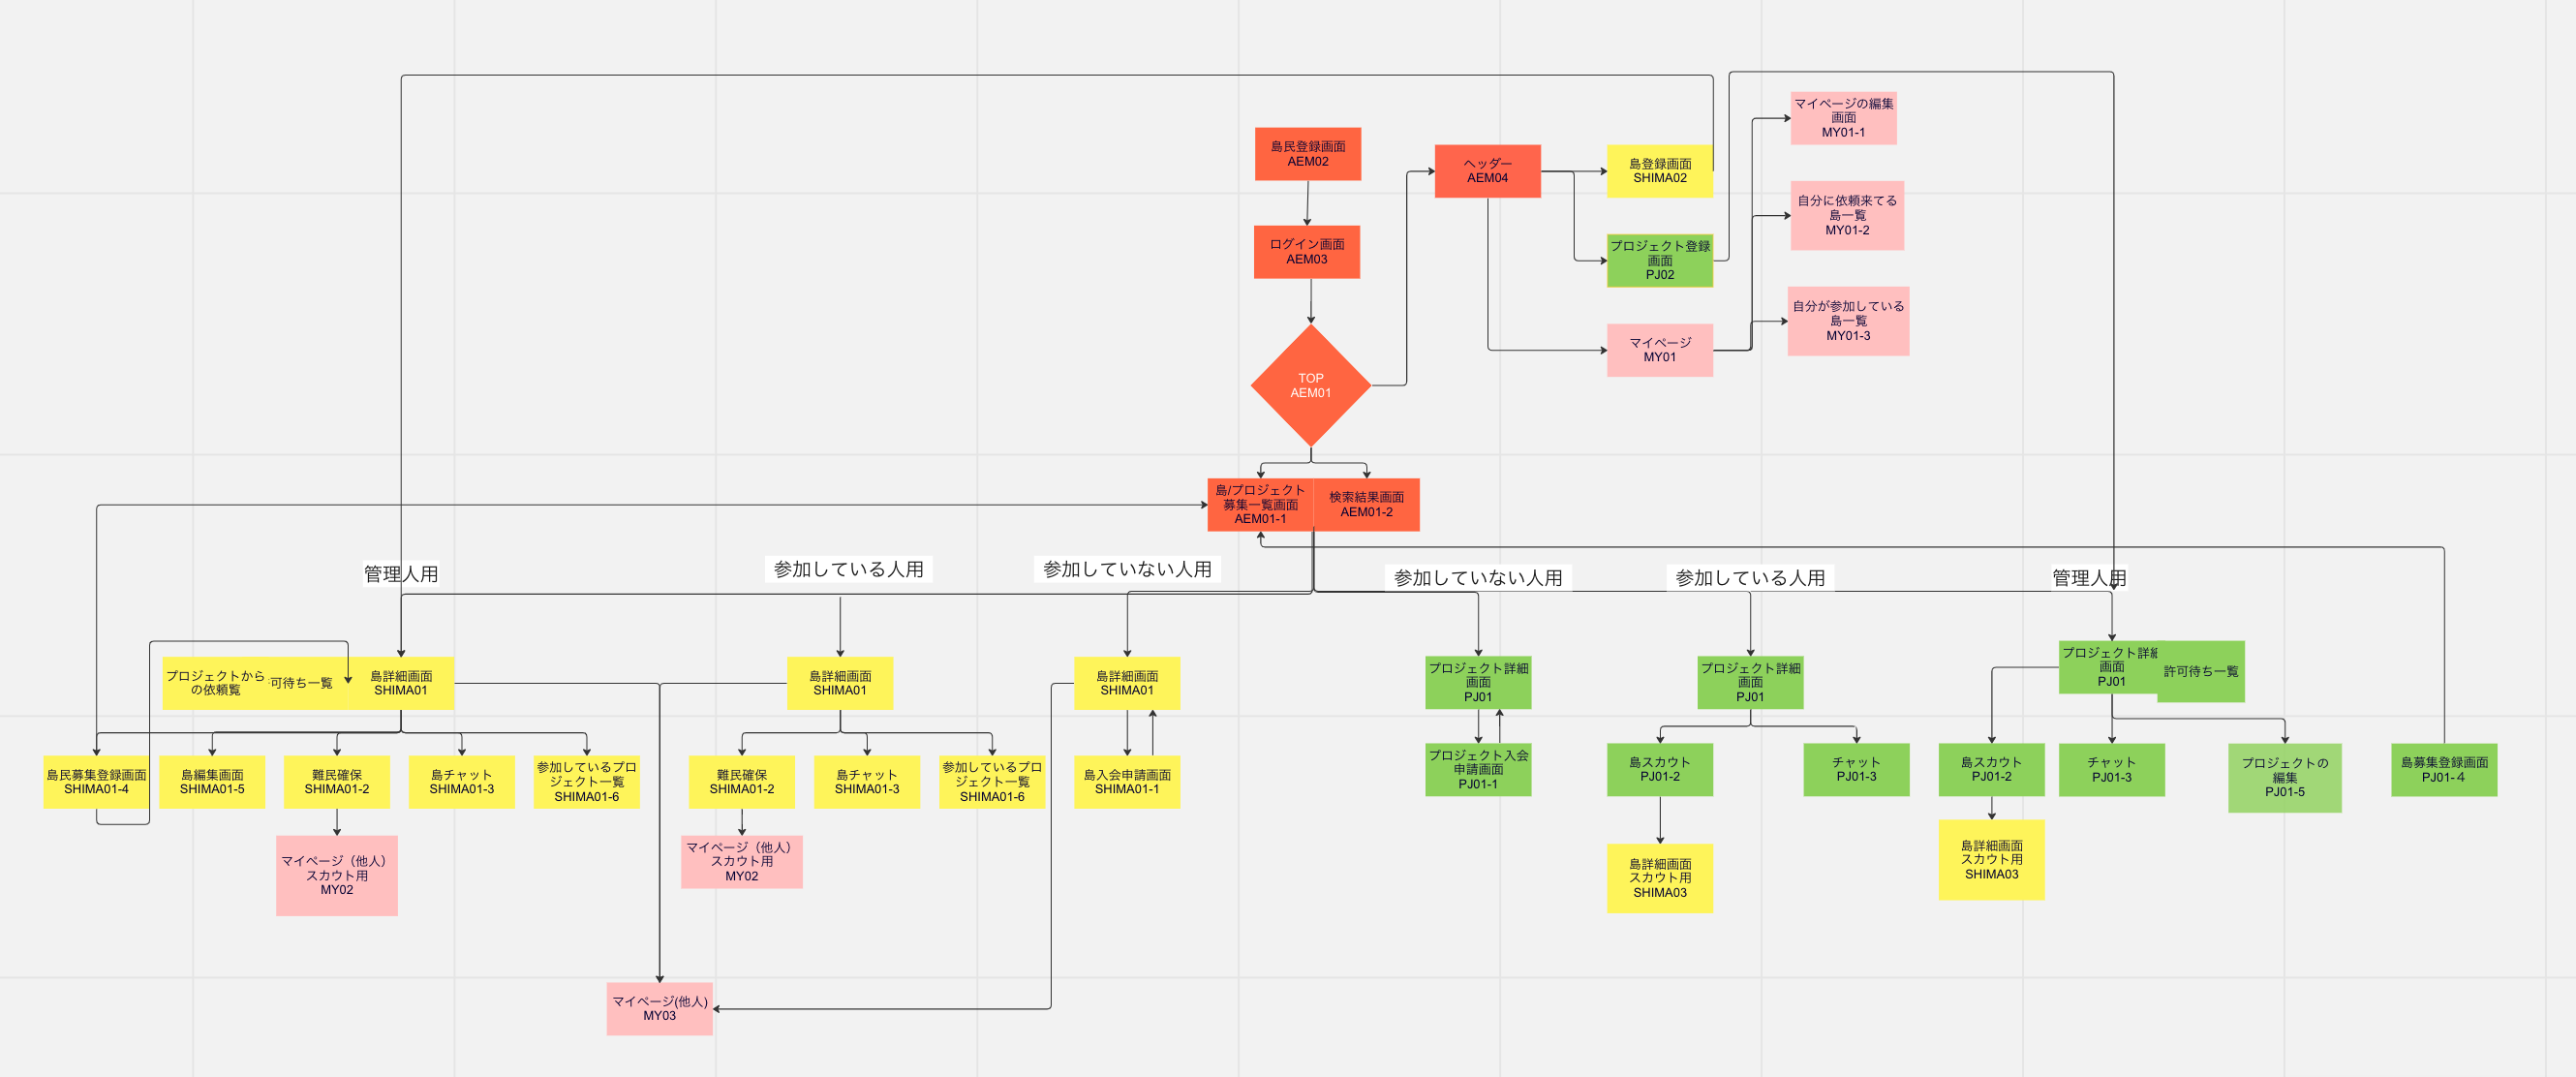 マイページの編集
画面
MY01-1
島民登録画面
AEM02
ヘッダー
AEM04
島登録画面
SHIMA02
自分に依頼来てる
島一覧
MY01-2
ログイン画面
AEM03
プロジェクト登録
画面
PJ02
自分が参加している
島一覧
MY01-3
マイページ
MY01
TOP
AEM01
島/プロジェクト
募集一覧画面
AEM01-1
検索結果画面
AEM01-2
管理人用
参加している人用
参加していない人用
参加していない人用
参加している人用
管理人用
プロジェクトから
の依頼覧
可待ち一覧
島詳細画面
SHIMA01
島詳細画面
SHIMA01
島詳細画面
SHIMA01
プロジェクト詳細
画面
PJ01
プロジェクト詳細
画面
PJ01
プロジェクト詳細
画面
PJ01
許可待ち一覧
島民募集登録画面
SHIMA01-4
島編集画面
SHIMA01-5
難民確保
SHIMA01-2
島チャット
SHIMA01-3
参加しているプロ
ジェクト一覧
SHIMA01-6
難民確保
SHIMA01-2
島チャット
SHIMA01-3
参加しているプロ
ジェクト一覧
SHIMA01-6
島入会申請画面
SHIMA01-1
プロジェクト入会
申請画面
PJ01-1
島スカウト
PJ01-2
チャット
PJ01-3
島スカウト
PJ01-2
チャット
PJ01-3
プロジェクトの
編集
PJ01-5
島募集登録画面
PJ01-４
マイページ（他人）
スカウト用
MY02
マイページ（他人）
スカウト用
MY02
島詳細画面
スカウト用
SHIMA03
島詳細画面
スカウト用
SHIMA03
マイページ(他人)
MY03